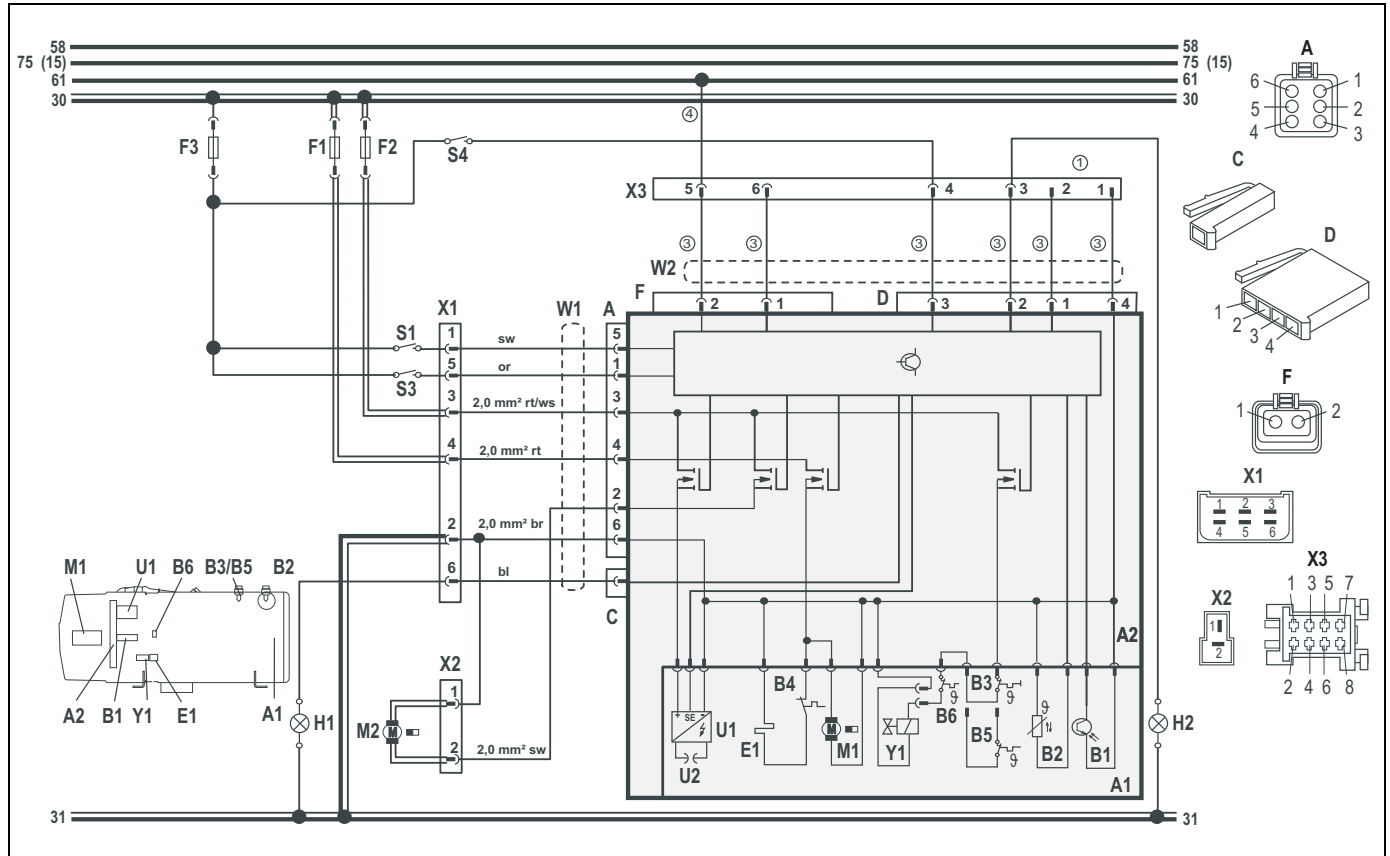 58 58
75 (15) 75 (15)
61 61
30 30
A
6 1
5 2
4 3
F3 F1 F2 S4
④
①
X3 5 6 4 3 2 1
C
D
1 2 3 4
③ ③ ③ ③ ③ ③
W2
F 2 1 D 3 2 1 4
X1 W1 A
S1 1 sw 5
S3 5 or 1
3 2,0 mm² rt/ws 3
4 2,0 mm² rt 4
2
2 2,0 mm² br 6
6 bl
C
F
1 2
X1
1 2 3
4 5 6
X3
1 3 5 7
2 4 6 8
X2
1
2
M1 U1 B6 B3/B5 B2
A2 B1 Y1 E1 A1
H1
X2
1
M2 M
2 2,0 mm² sw
A2
B4 B3
+ SE - U1 E1 M M1 Y1 B6 ϑ B5 ϑ ϑ B2 B1
U2 ϑ
A1
H2
31 31